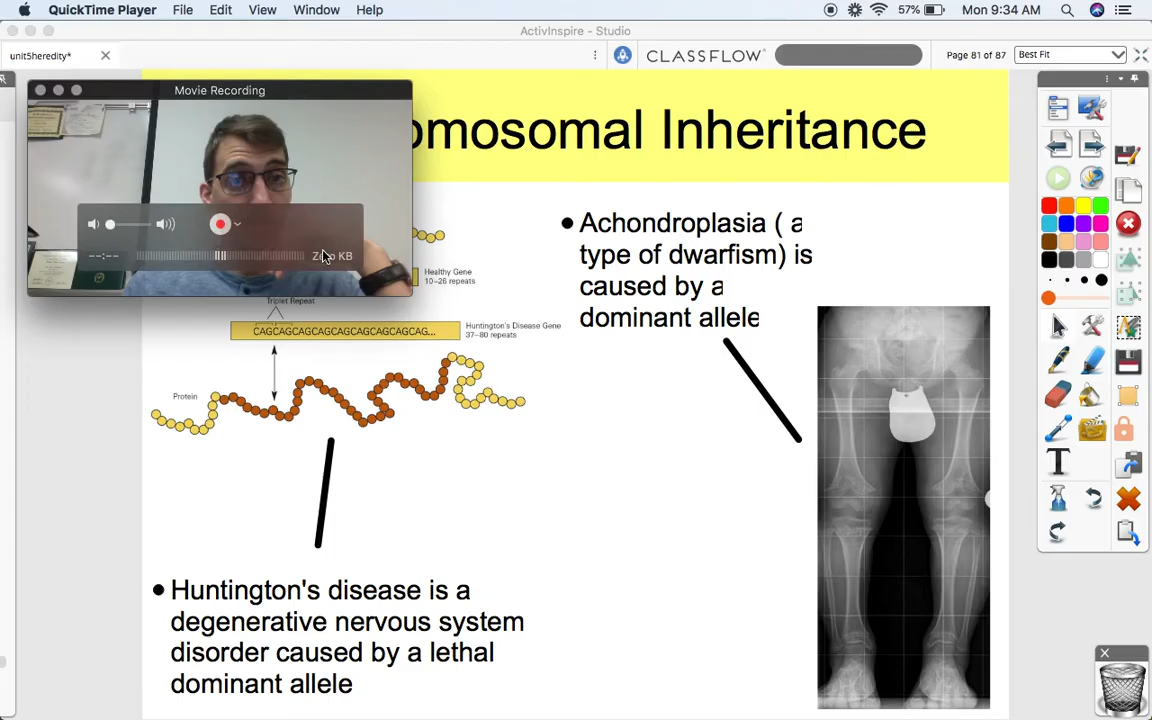 QuickTime Player File Edit View Window Help 57% Mon 9:34 AM
ActivInspire - Studio
unit5heredity* CLASSFLOW Page 81 of 87 Best Fit
Movie Recording
omosomal Inheritance
--:-- KB
Healthy Gene
10–26 repeats
Triplet Repeat
CAGCAGCAGCAGCAGCAGCAGCAG...
Huntington's Disease Gene
37–80 repeats
Protein
• Achondroplasia ( a
type of dwarfism) is
caused by a
dominant allele
• Huntington's disease is a
degenerative nervous system
disorder caused by a lethal
dominant allele
T